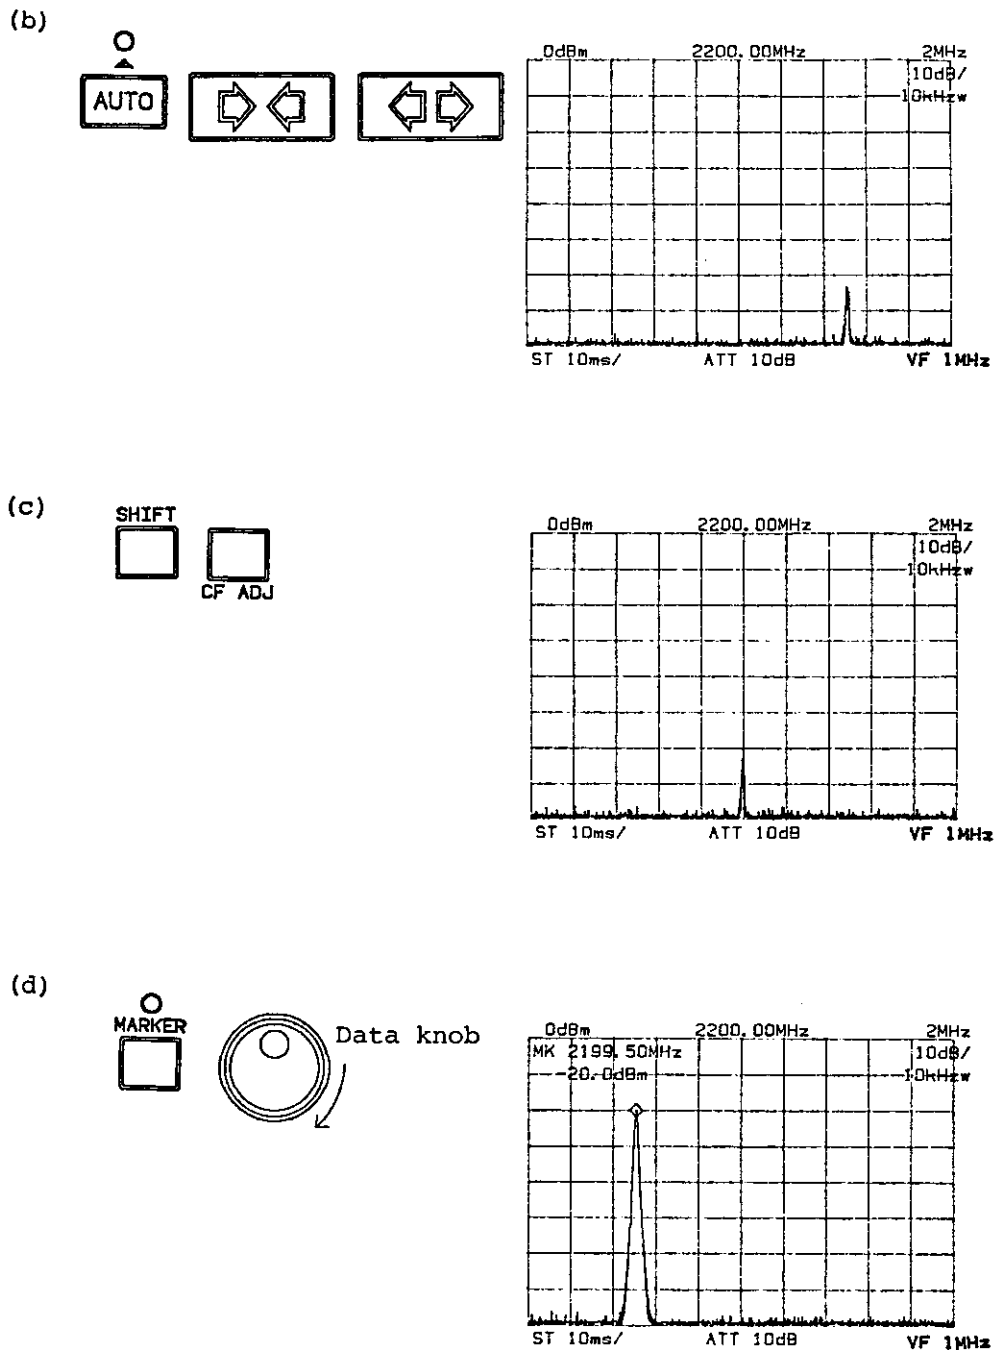 (b)
AUTO
0dBm 2200.00MHz 2MHz
10dB/
10kHzw
ST 10ms/ ATT 10dB VF 1MHz
(c)
SHIFT
CF ADJ
0dBm 2200.00MHz 2MHz
10dB/
10kHzw
ST 10ms/ ATT 10dB VF 1MHz
(d)
MARKER
Data knob
0dBm 2200.00MHz 2MHz
MK 2199.50MHz 10dB/
-20.0dBm 10kHzw
ST 10ms/ ATT 10dB VF 1MHz